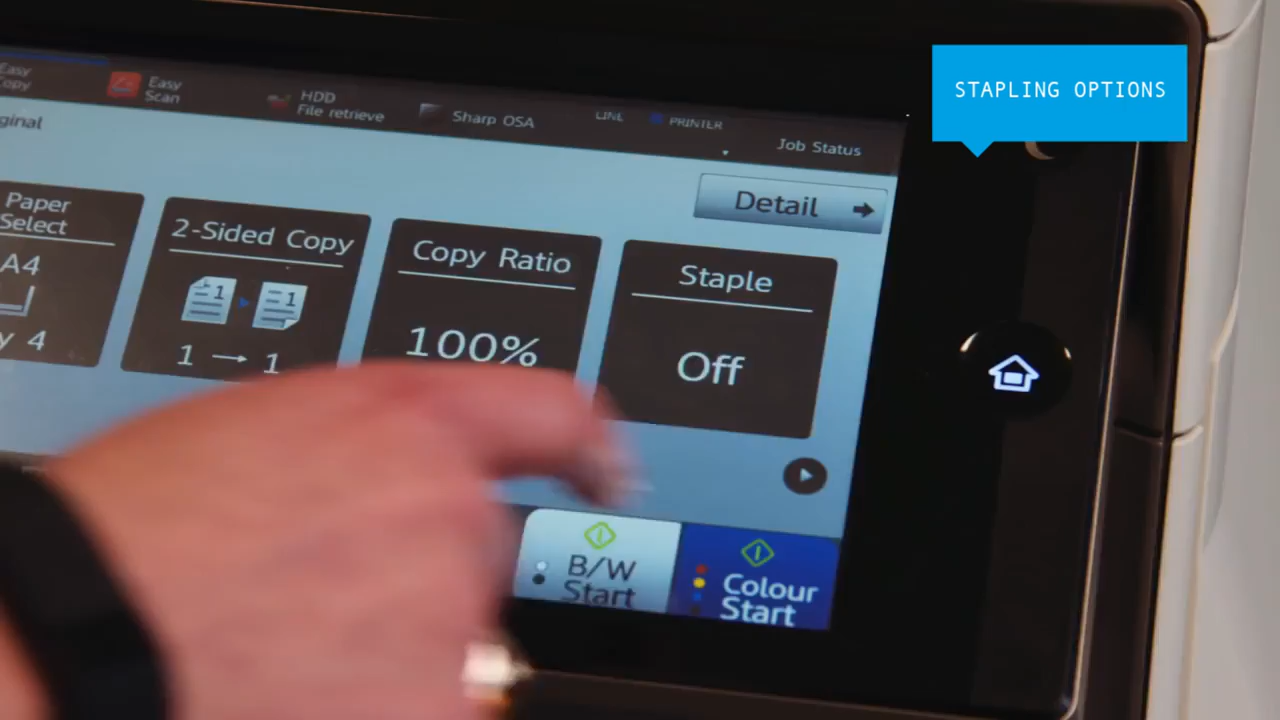 STAPLING OPTIONS
Easy
Copy
Easy
Scan
HDD
File retrieve
Sharp OSA
LINE
PRINTER
Job Status
ginal
Detail
Paper
Select
A4
y 4
2-Sided Copy
1 1
1 → 1
Copy Ratio
100%
Staple
Off
B/W
Start
Colour
Start